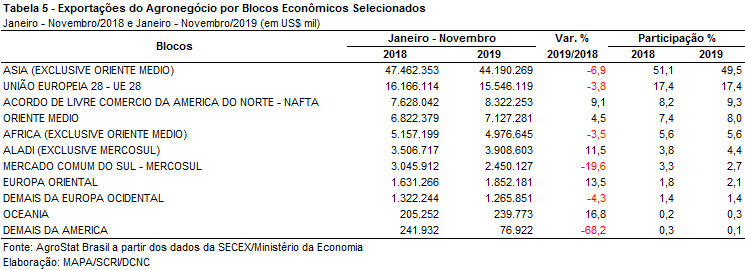 Tabela 5 - Exportações do Agronegócio por Blocos Econômicos Selecionados
Janeiro - Novembro/2018 e Janeiro - Novembro/2019 (em US$ mil)
Blocos Janeiro - Novembro Var. % Participação %
2018 2019 2019/2018 2018 2019
ASIA (EXCLUSIVE ORIENTE MEDIO) 47.462.353 44.190.269 -6,9 51,1 49,5
UNIÃO EUROPEIA 28 - UE 28 16.166.114 15.546.119 -3,8 17,4 17,4
ACORDO DE LIVRE COMERCIO DA AMERICA DO NORTE - NAFTA 7.628.042 8.322.253 9,1 8,2 9,3
ORIENTE MEDIO 6.822.379 7.127.281 4,5 7,4 8,0
AFRICA (EXCLUSIVE ORIENTE MEDIO) 5.157.199 4.976.645 -3,5 5,6 5,6
ALADI (EXCLUSIVE MERCOSUL) 3.506.717 3.908.603 11,5 3,8 4,4
MERCADO COMUM DO SUL - MERCOSUL 3.045.912 2.450.127 -19,6 3,3 2,7
EUROPA ORIENTAL 1.631.266 1.852.181 13,5 1,8 2,1
DEMAIS DA EUROPA OCIDENTAL 1.322.244 1.265.851 -4,3 1,4 1,4
OCEANIA 205.252 239.773 16,8 0,2 0,3
DEMAIS DA AMERICA 241.932 76.922 -68,2 0,3 0,1
Fonte: AgroStat Brasil a partir dos dados da SECEX/Ministério da Economia
Elaboração: MAPA/SCRI/DCNC